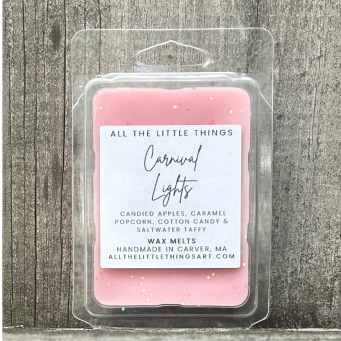 ALL THE LITTLE THINGS
Carnival
Lights
CANDIED APPLES, CARAMEL
POPCORN, COTTON CANDY &
SALTWATER TAFFY
WAX MELTS
HANDMADE IN CARVER, MA
ALLTHELITTLETHINGSART.COM